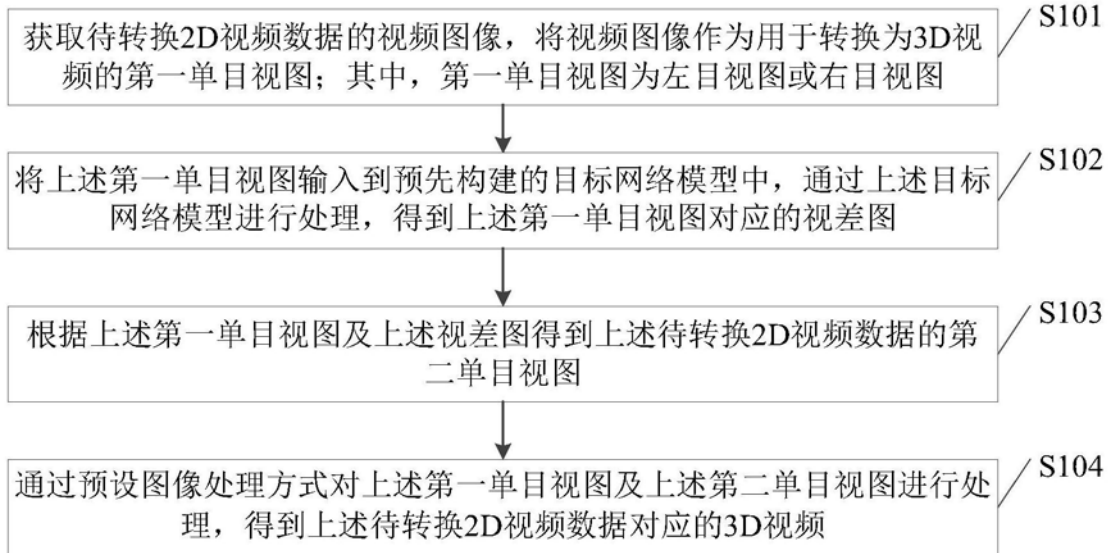 S101
获取待转换2D视频数据的视频图像，将视频图像作为用于转换为3D视
频的第一单目视图；其中，第一单目视图为左目视图或右目视图
S102
将上述第一单目视图输入到预先构建的目标网络模型中，通过上述目标
网络模型进行处理，得到上述第一单目视图对应的视差图
S103
根据上述第一单目视图及上述视差图得到上述待转换2D视频数据的第
二单目视图
S104
通过预设图像处理方式对上述第一单目视图及上述第二单目视图进行处
理，得到上述待转换2D视频数据对应的3D视频